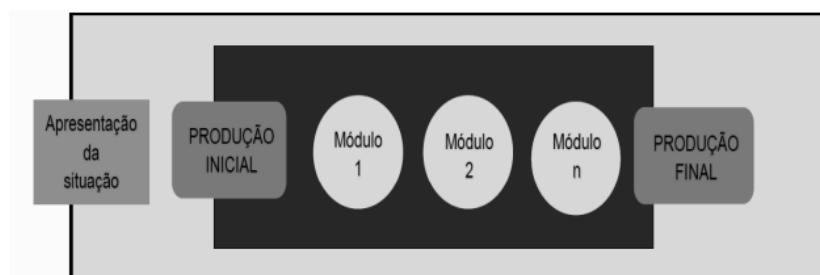 Apresentação
da
situação
PRODUÇÃO
INICIAL
Módulo
1
Módulo
2
Módulo
n
PRODUÇÃO
FINAL